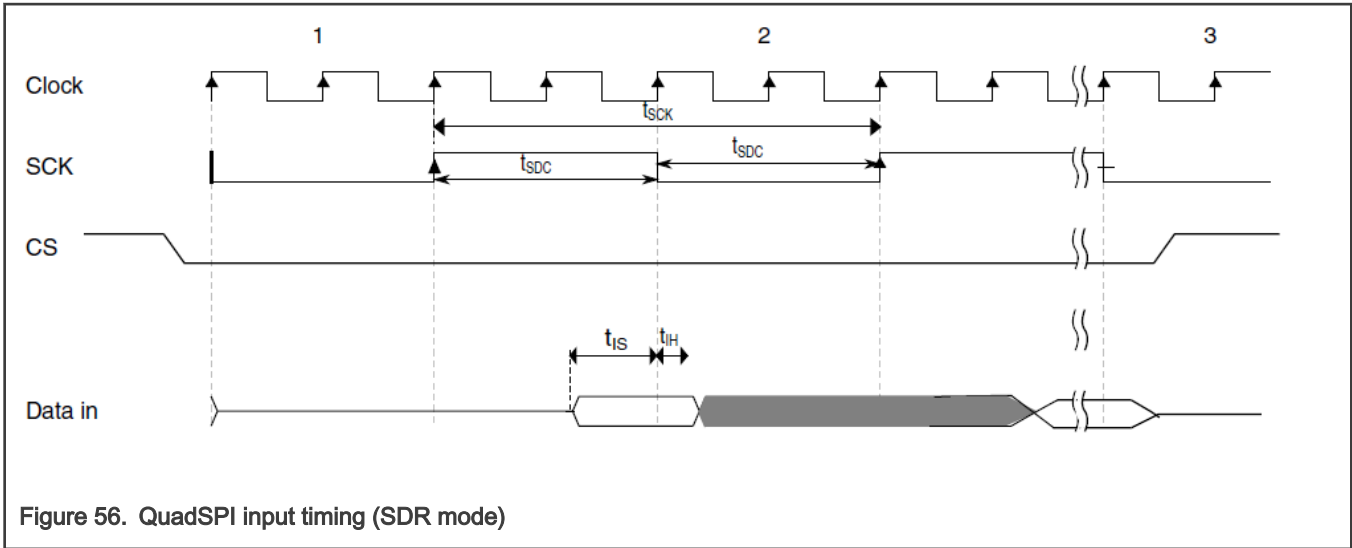 1 2 3
Clock
tSCK
SCK
tSDC tSDC
CS
tIS tIH
Data in
Figure 56. QuadSPI input timing (SDR mode)